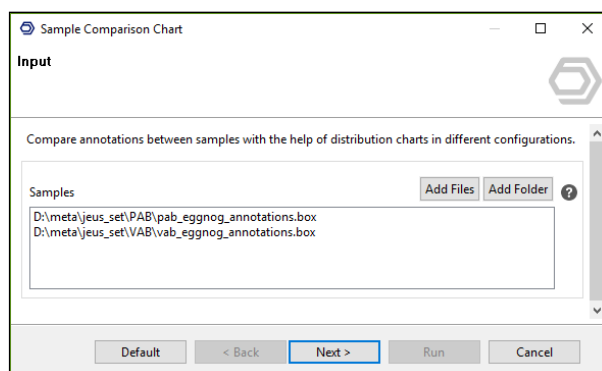 Sample Comparison Chart
Input
Compare annotations between samples with the help of distribution charts in different configurations.
Samples
Add Files
Add Folder
?
D:\meta\jeus_set\PAB\pab_eggnog_annotations.box
D:\meta\jeus_set\VAB\vab_eggnog_annotations.box
Default
< Back
Next >
Run
Cancel